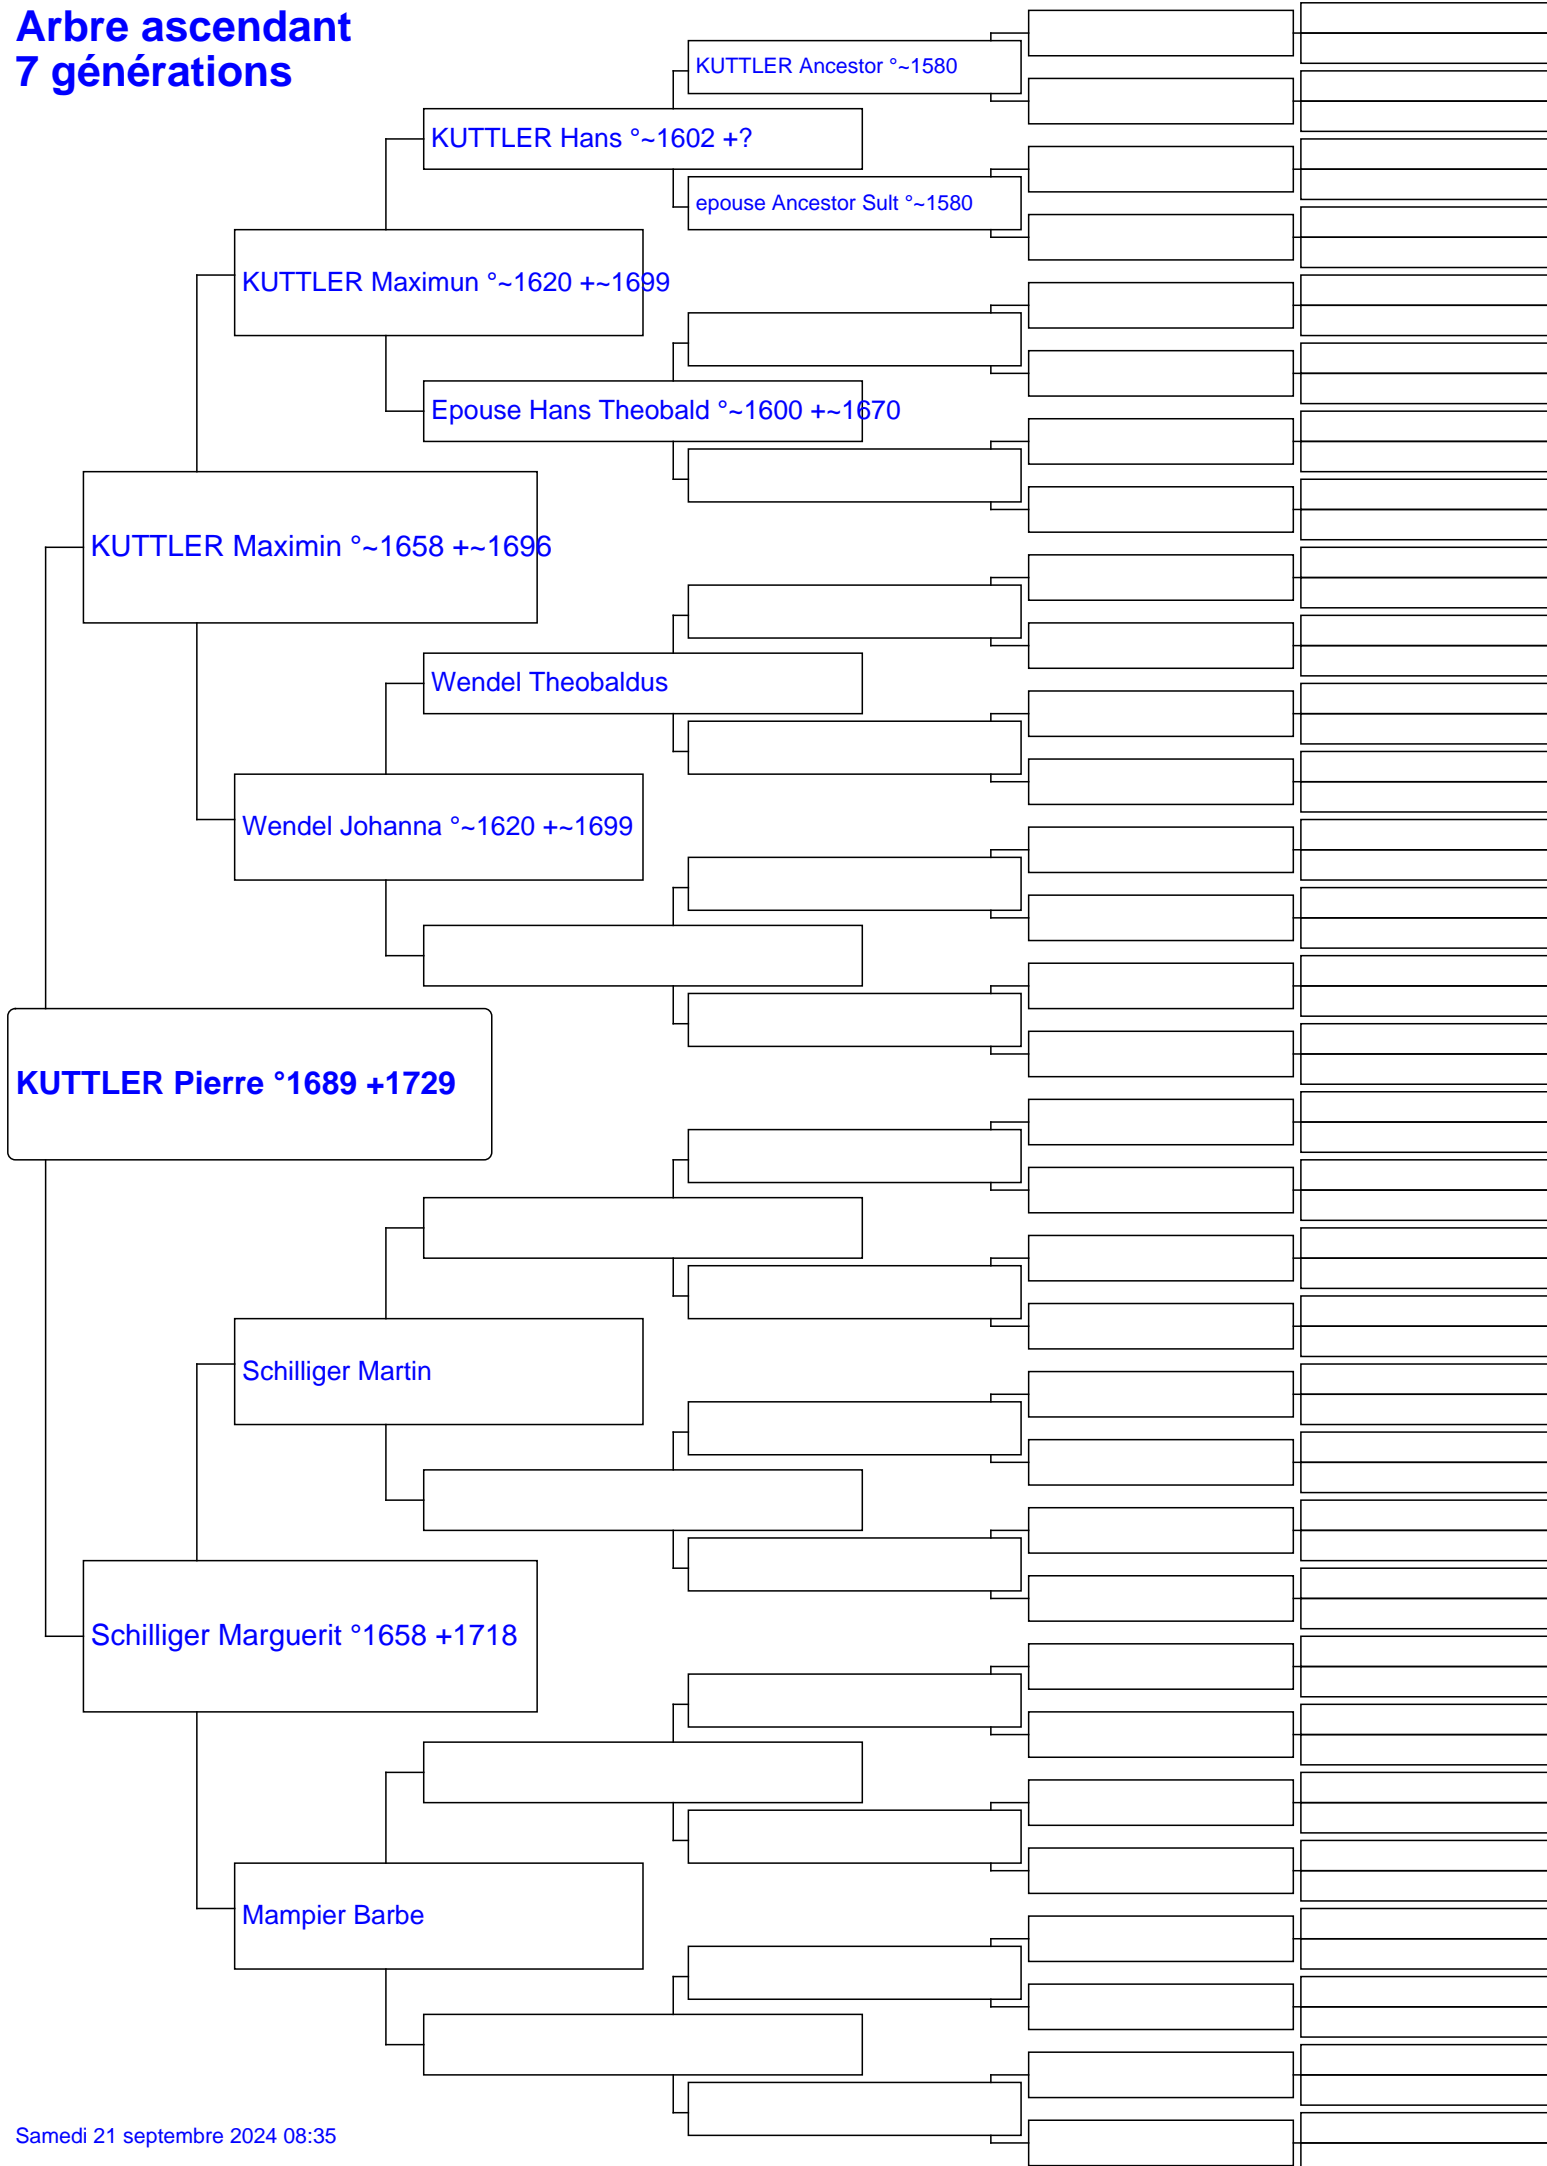 Arbre ascendant
7 générations
KUTTLER Ancestor °~1580
KUTTLER Hans °~1602 +?
epouse Ancestor Sult °~1580
KUTTLER Maximun °~1620 +~1699
Epouse Hans Theobald °~1600 +~1670
KUTTLER Maximin °~1658 +~1696
Wendel Theobaldus
Wendel Johanna °~1620 +~1699
KUTTLER Pierre °1689 +1729
Schilliger Martin
Schilliger Marguerit °1658 +1718
Mampier Barbe
Samedi 21 septembre 2024 08:35